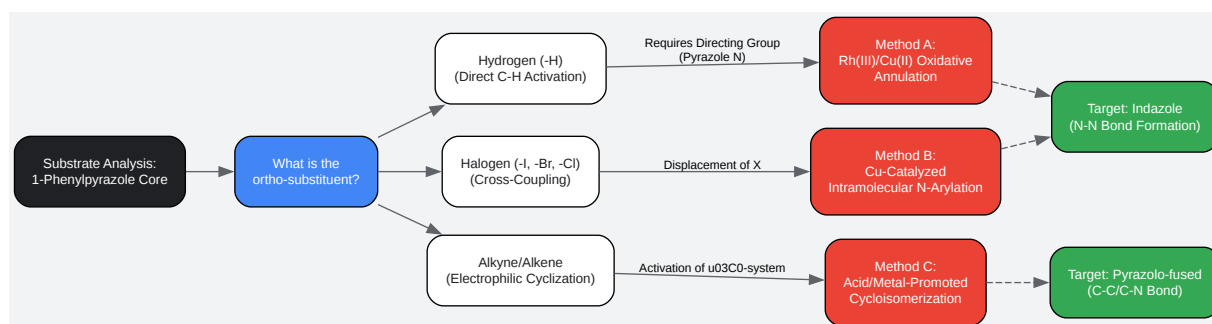 Substrate Analysis:
1-Phenylpyrazole Core
What is the
ortho-substituent?
Hydrogen (-H)
(Direct C-H Activation)
Requires Directing Group
(Pyrazole N)
Method A:
Rh(III)/Cu(II) Oxidative
Annulation
Target: Indazole
(N-N Bond Formation)
Halogen (-I, -Br, -Cl)
(Cross-Coupling)
Displacement of X
Method B:
Cu-Catalyzed
Intramolecular N-Arylation
Alkyne/Alkene
(Electrophilic Cyclization)
Activation of u03C0-system
Method C:
Acid/Metal-Promoted
Cycloisomerization
Target: Pyrazolo-fused
(C-C/C-N Bond)